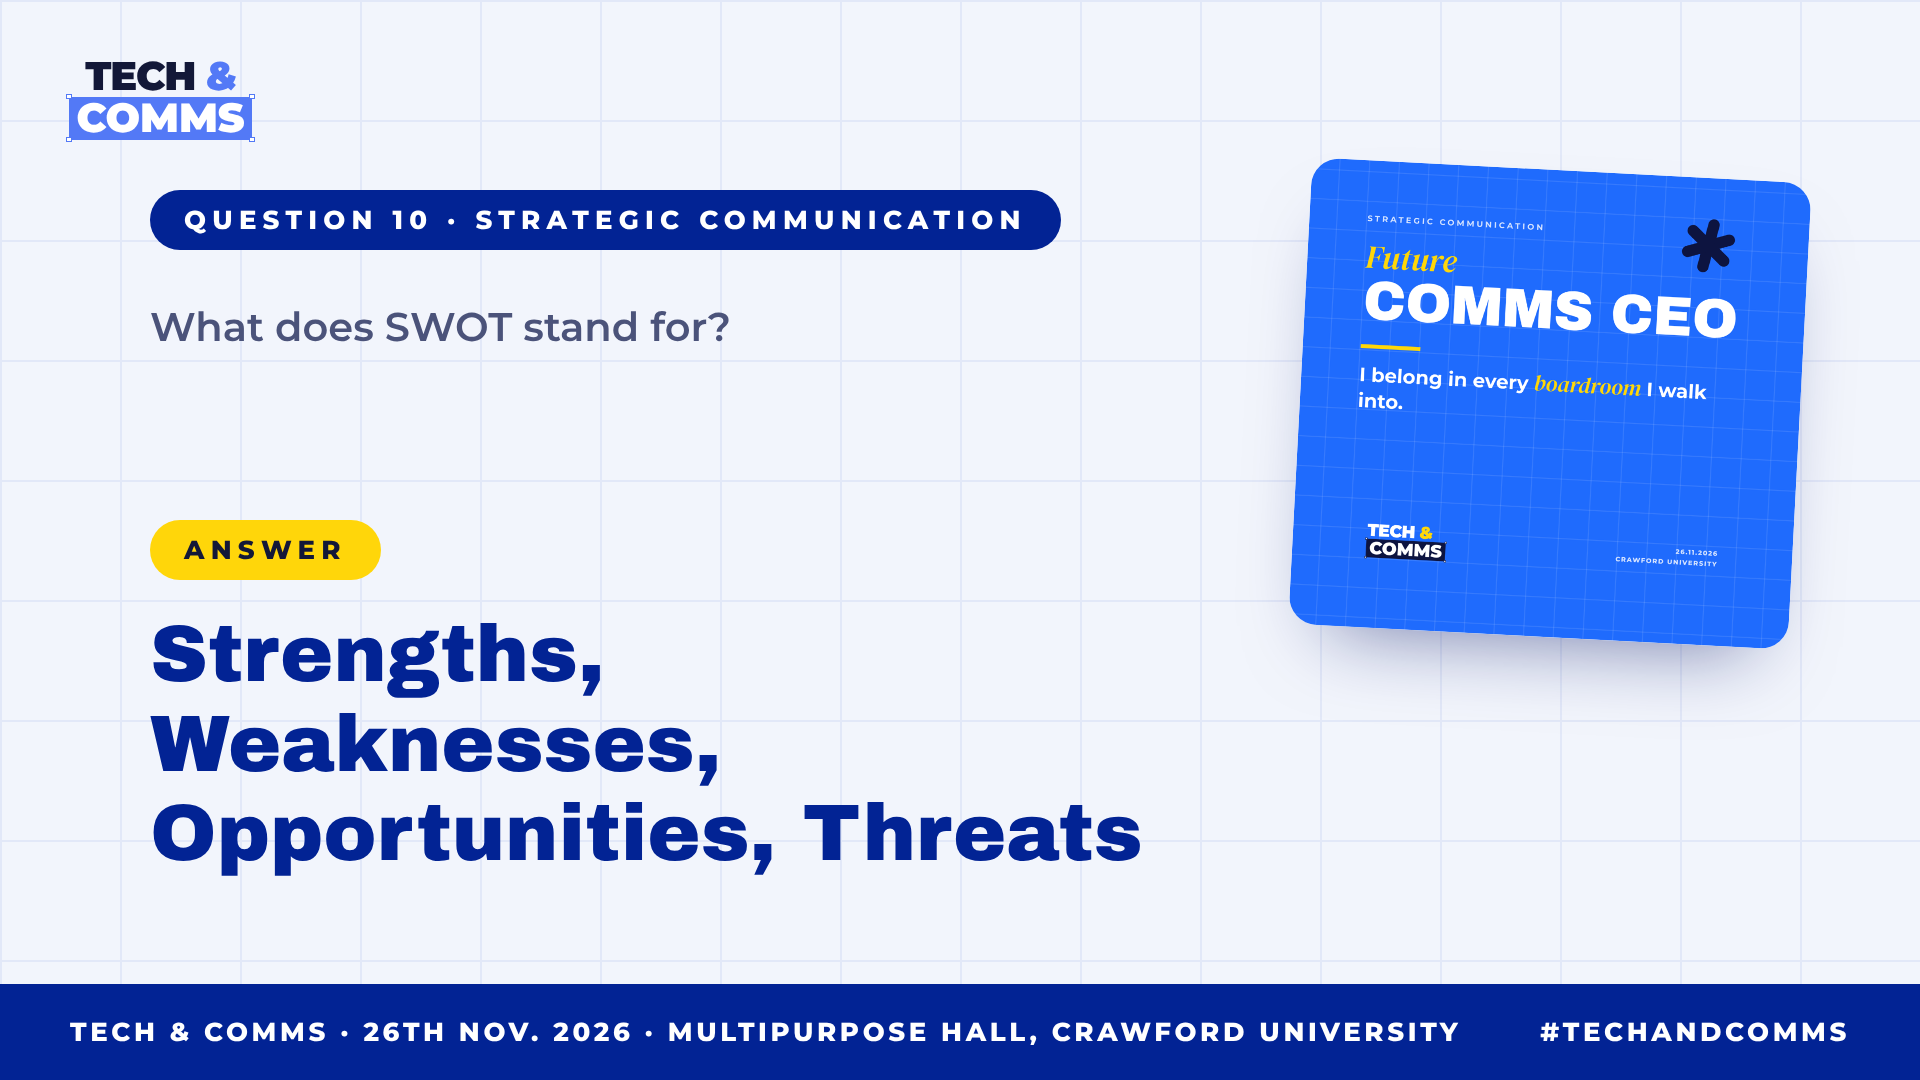 TECH &
COMMS
QUESTION 10 · STRATEGIC COMMUNICATION
What does SWOT stand for?
ANSWER
Strengths,
Weaknesses,
Opportunities, Threats
STRATEGIC COMMUNICATION
Future
COMMS CEO
I belong in every boardroom I walk
into.
TECH &
COMMS
26.11.2026
CRAWFORD UNIVERSITY
TECH & COMMS · 26TH NOV. 2026 · MULTIPURPOSE HALL, CRAWFORD UNIVERSITY
#TECHANDCOMMS